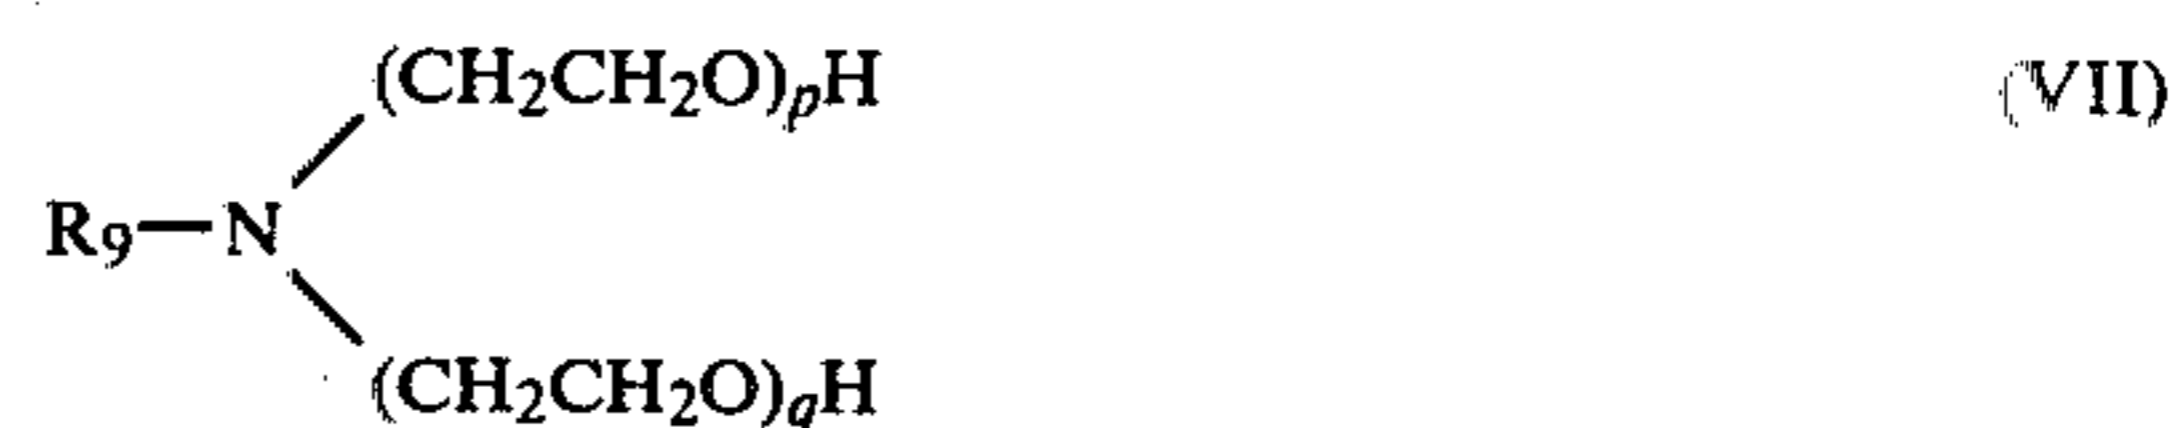 (CH₂CH₂O)ₚH (VII)
R₉—N
(CH₂CH₂O)qH